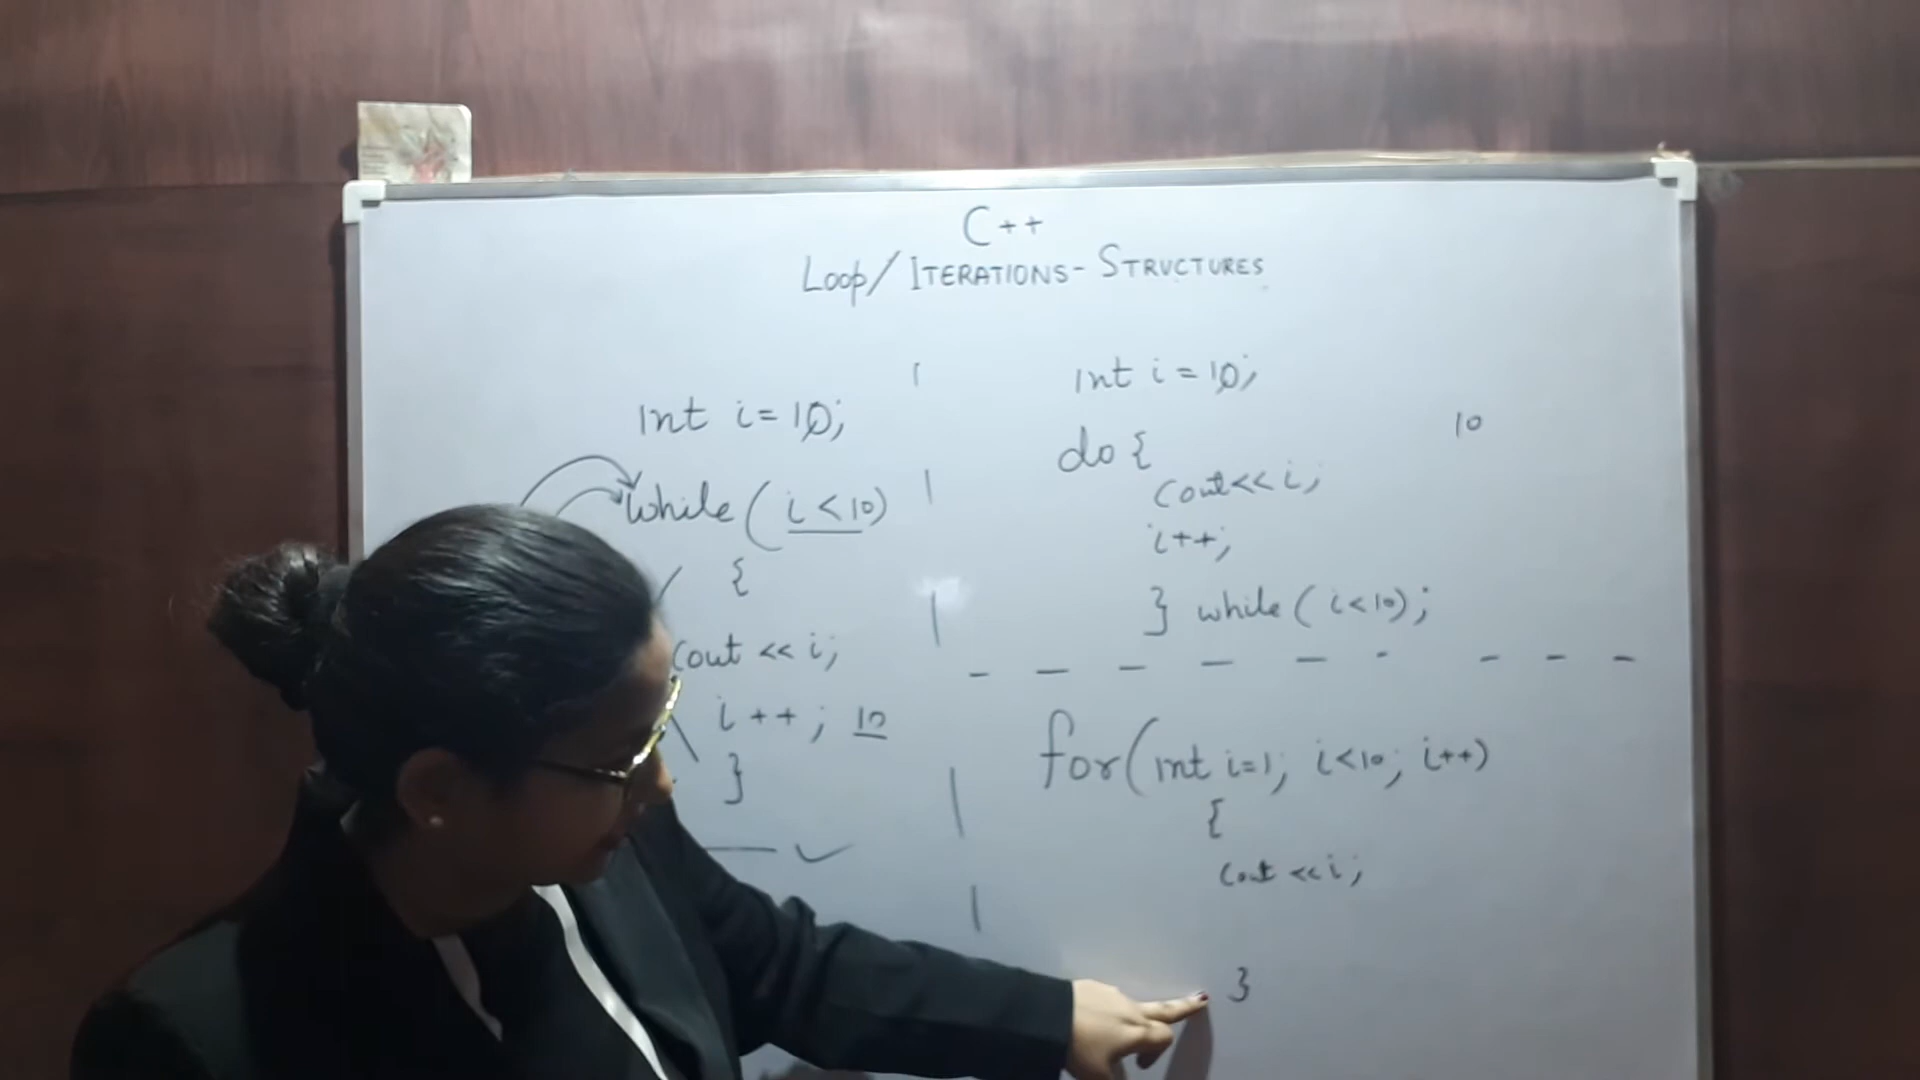 C++
Loop/ ITERATIONS- STRUCTURES
int i = 10;
while ( i < 10)
{
cout << i;
i ++ ; 10
}
int i = 10;
do {
cout<< i;
i++;
} while ( i<10);
10
for( int i=1; i<10; i++)
{
cout <<i;
}